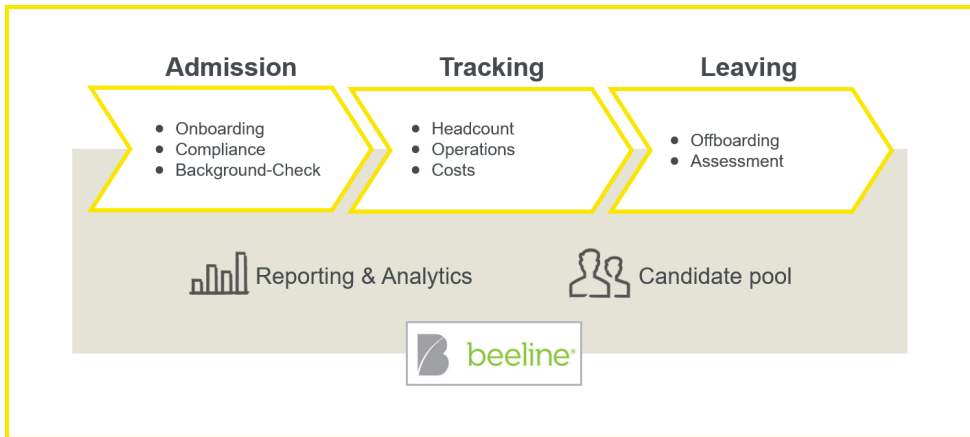 Admission
Tracking
Leaving
• Onboarding
• Compliance
• Background-Check
• Headcount
• Operations
• Costs
• Offboarding
• Assessment
Reporting & Analytics
Candidate pool
B beeline®